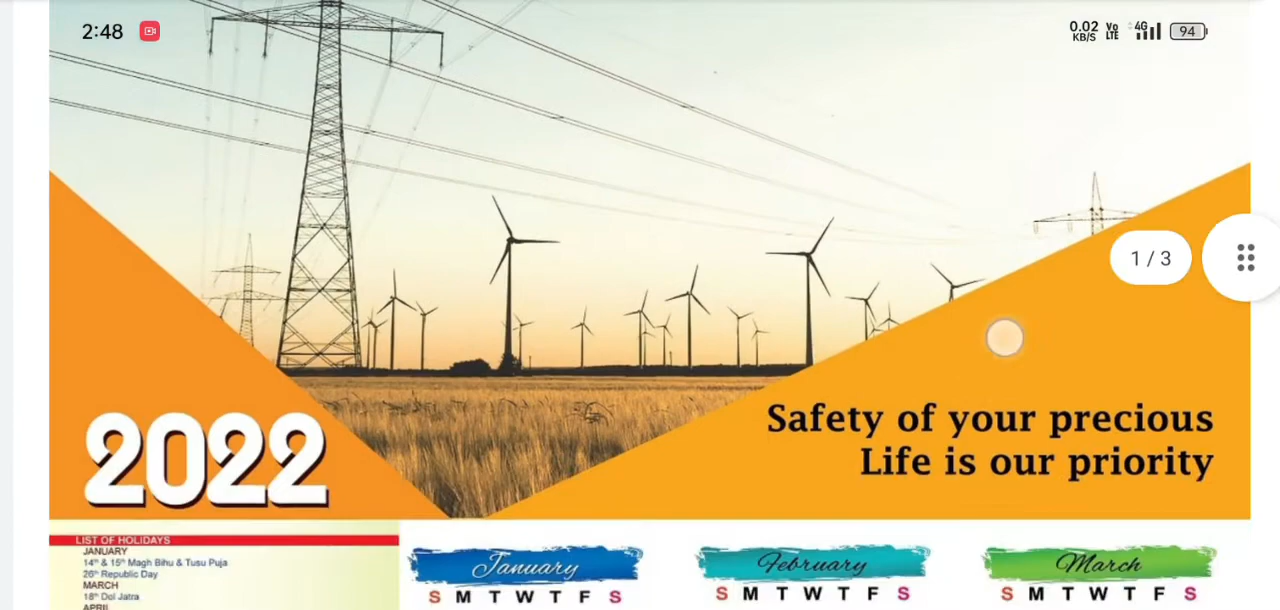 2:48
0.02
KB/S
Vo
LTE
4G
94
1 / 3
2022
Safety of your precious
Life is our priority
LIST OF HOLIDAYS
JANUARY
14th & 15th Magh Bihu & Tusu Puja
26th Republic Day
MARCH
18th Dol Jatra
APRIL
January
S M T W T F S
February
S M T W T F S
March
S M T W T F S